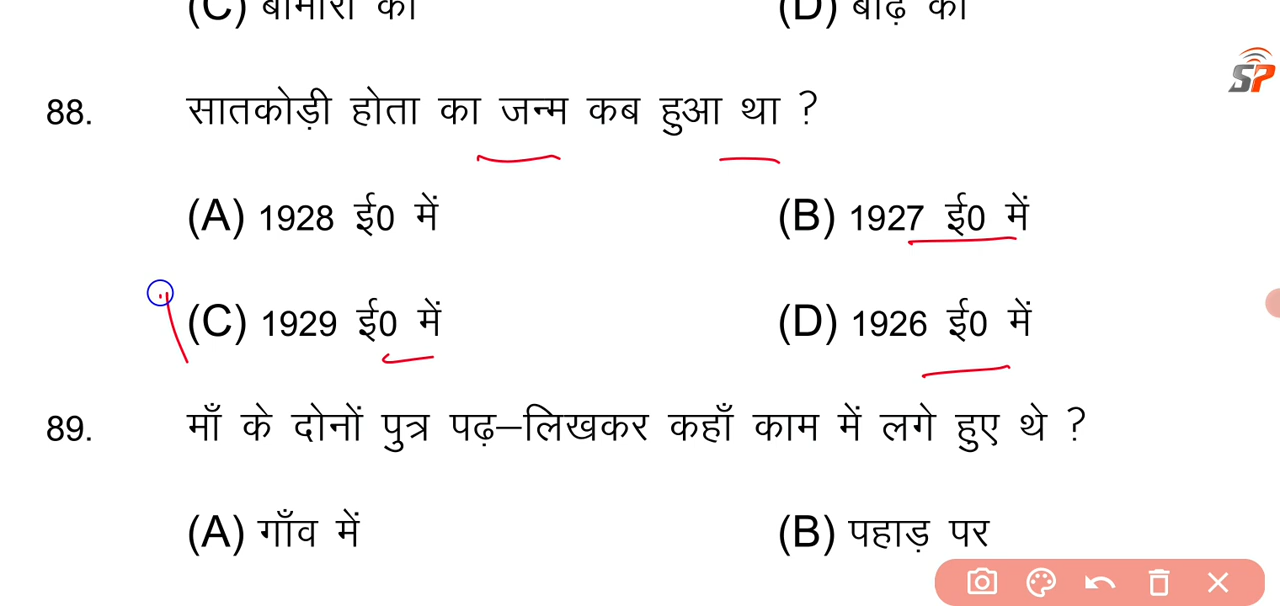 (C) बीमारी की
(D) बाढ़ की
SP
88. सातकोड़ी होता का जन्म कब हुआ था ?
(A) 1928 ई0 में
(B) 1927 ई0 में
(C) 1929 ई0 में
(D) 1926 ई0 में
89. माँ के दोनों पुत्र पढ़–लिखकर कहाँ काम में लगे हुए थे ?
(A) गाँव में
(B) पहाड़ पर